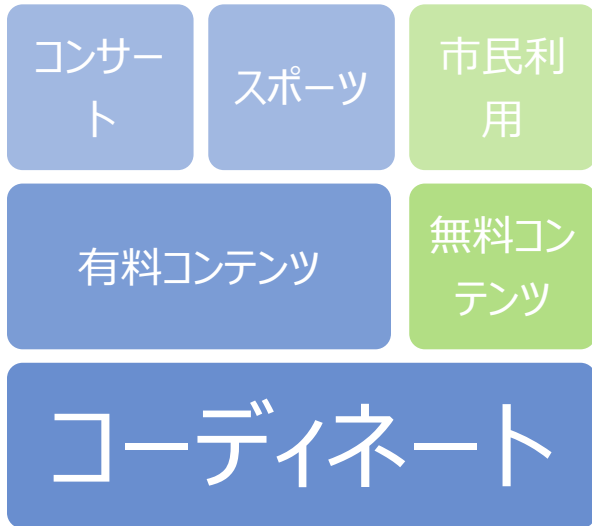 コンサー
ト
スポーツ
市民利
用
有料コンテンツ
無料コン
テンツ
コーディネート